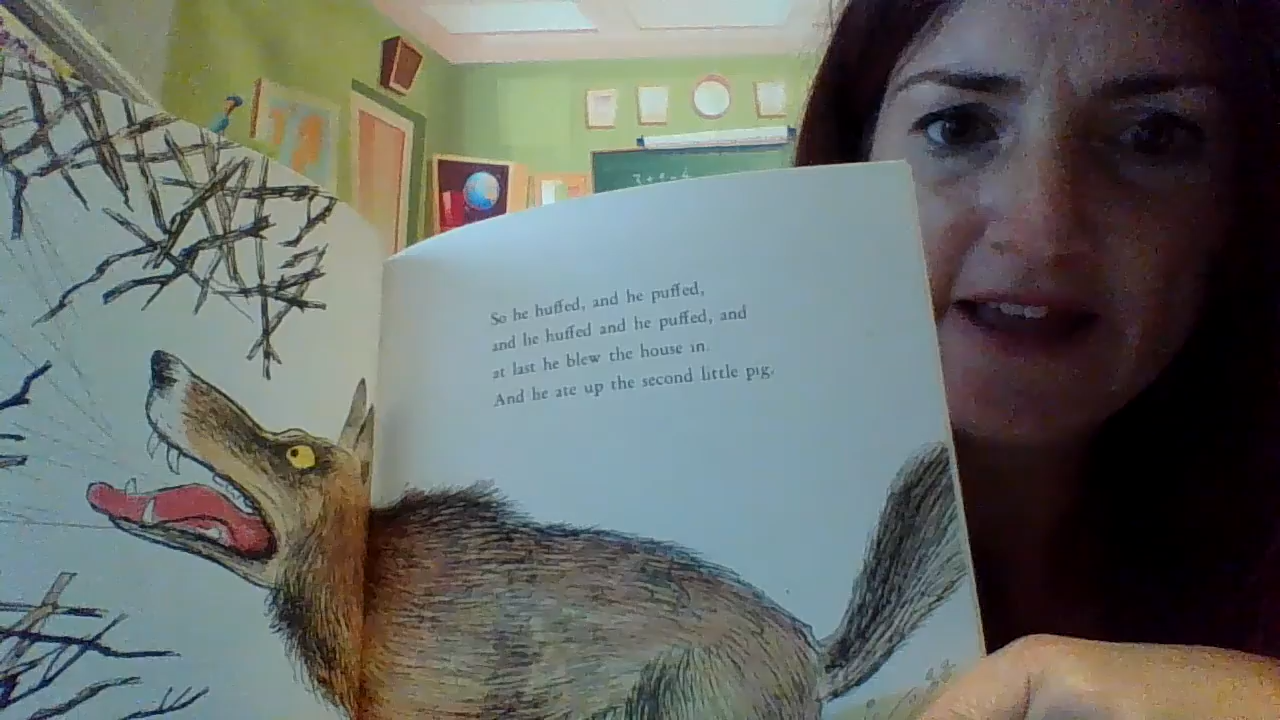 So he huffed, and he puffed,
and he huffed and he puffed, and
at last he blew the house in.
And he ate up the second little pig.